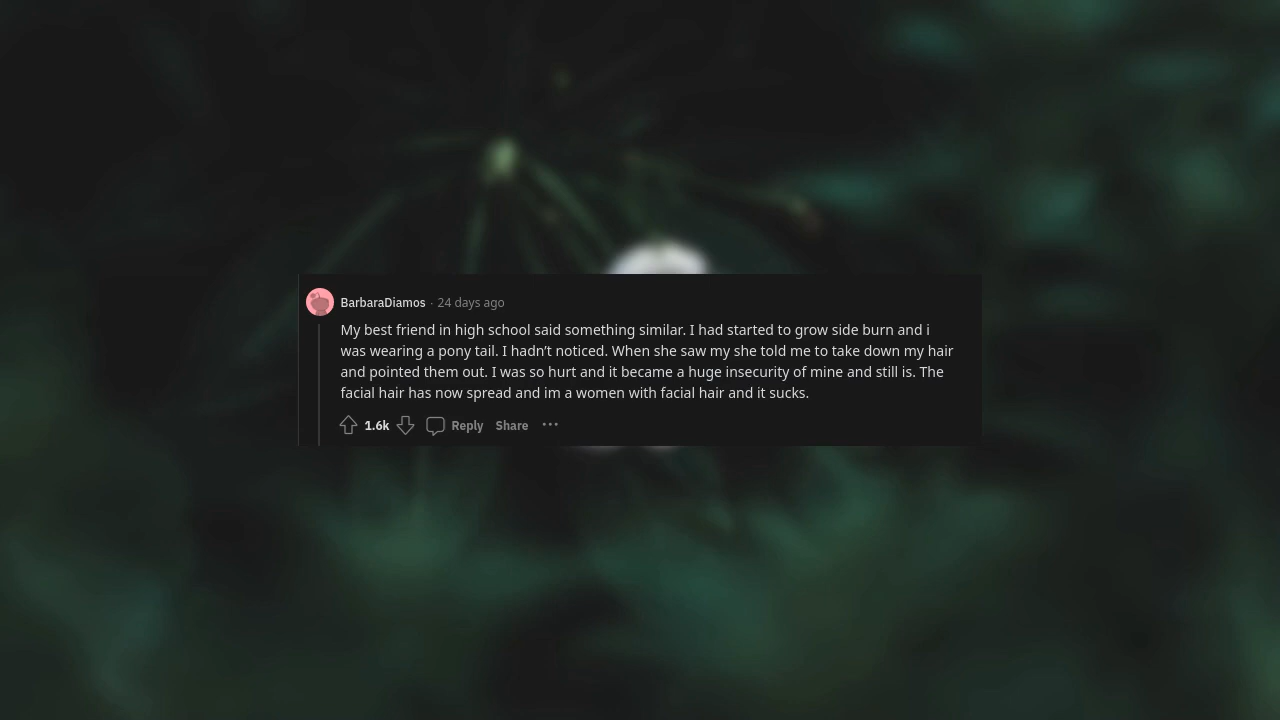 BarbaraDiamos · 24 days ago
My best friend in high school said something similar. I had started to grow side burn and i
was wearing a pony tail. I hadn’t noticed. When she saw my she told me to take down my hair
and pointed them out. I was so hurt and it became a huge insecurity of mine and still is. The
facial hair has now spread and im a women with facial hair and it sucks.
1.6k Reply Share ···